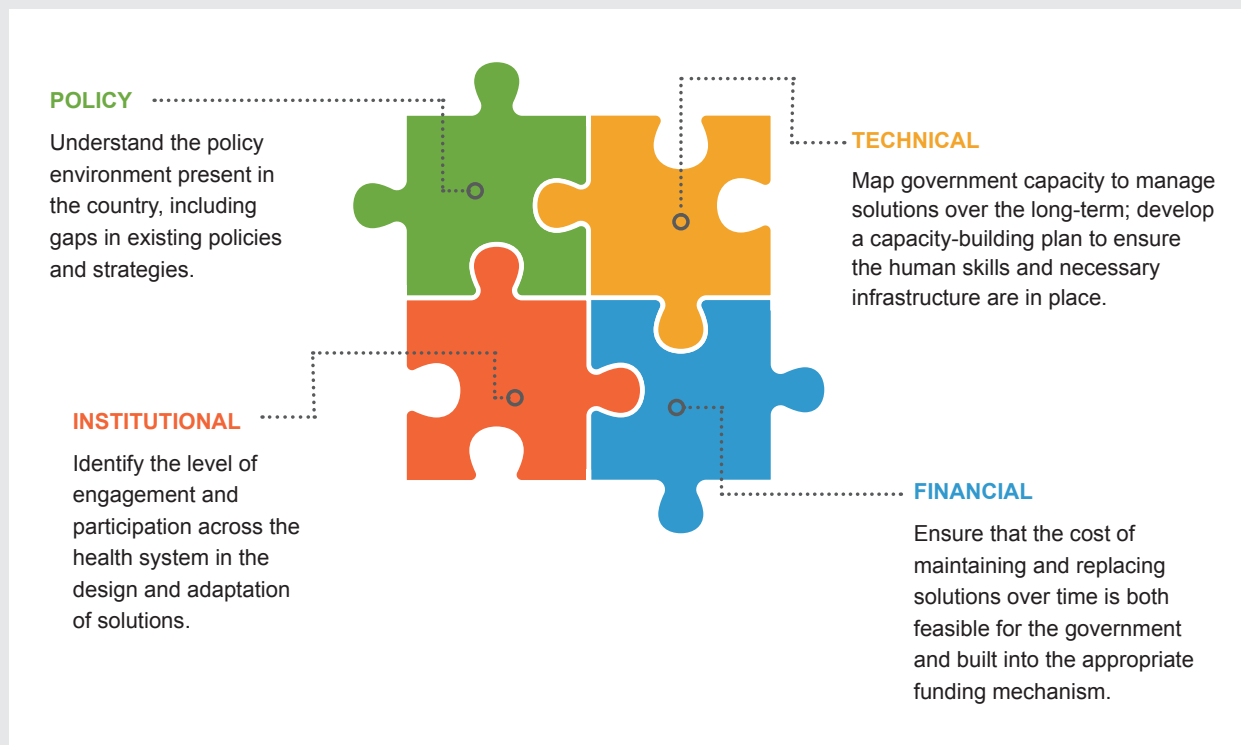 POLICY
Understand the policy
environment present in
the country, including
gaps in existing policies
and strategies.
TECHNICAL
Map government capacity to manage
solutions over the long-term; develop
a capacity-building plan to ensure
the human skills and necessary
infrastructure are in place.
INSTITUTIONAL
Identify the level of
engagement and
participation across the
health system in the
design and adaptation
of solutions.
FINANCIAL
Ensure that the cost of
maintaining and replacing
solutions over time is both
feasible for the government
and built into the appropriate
funding mechanism.